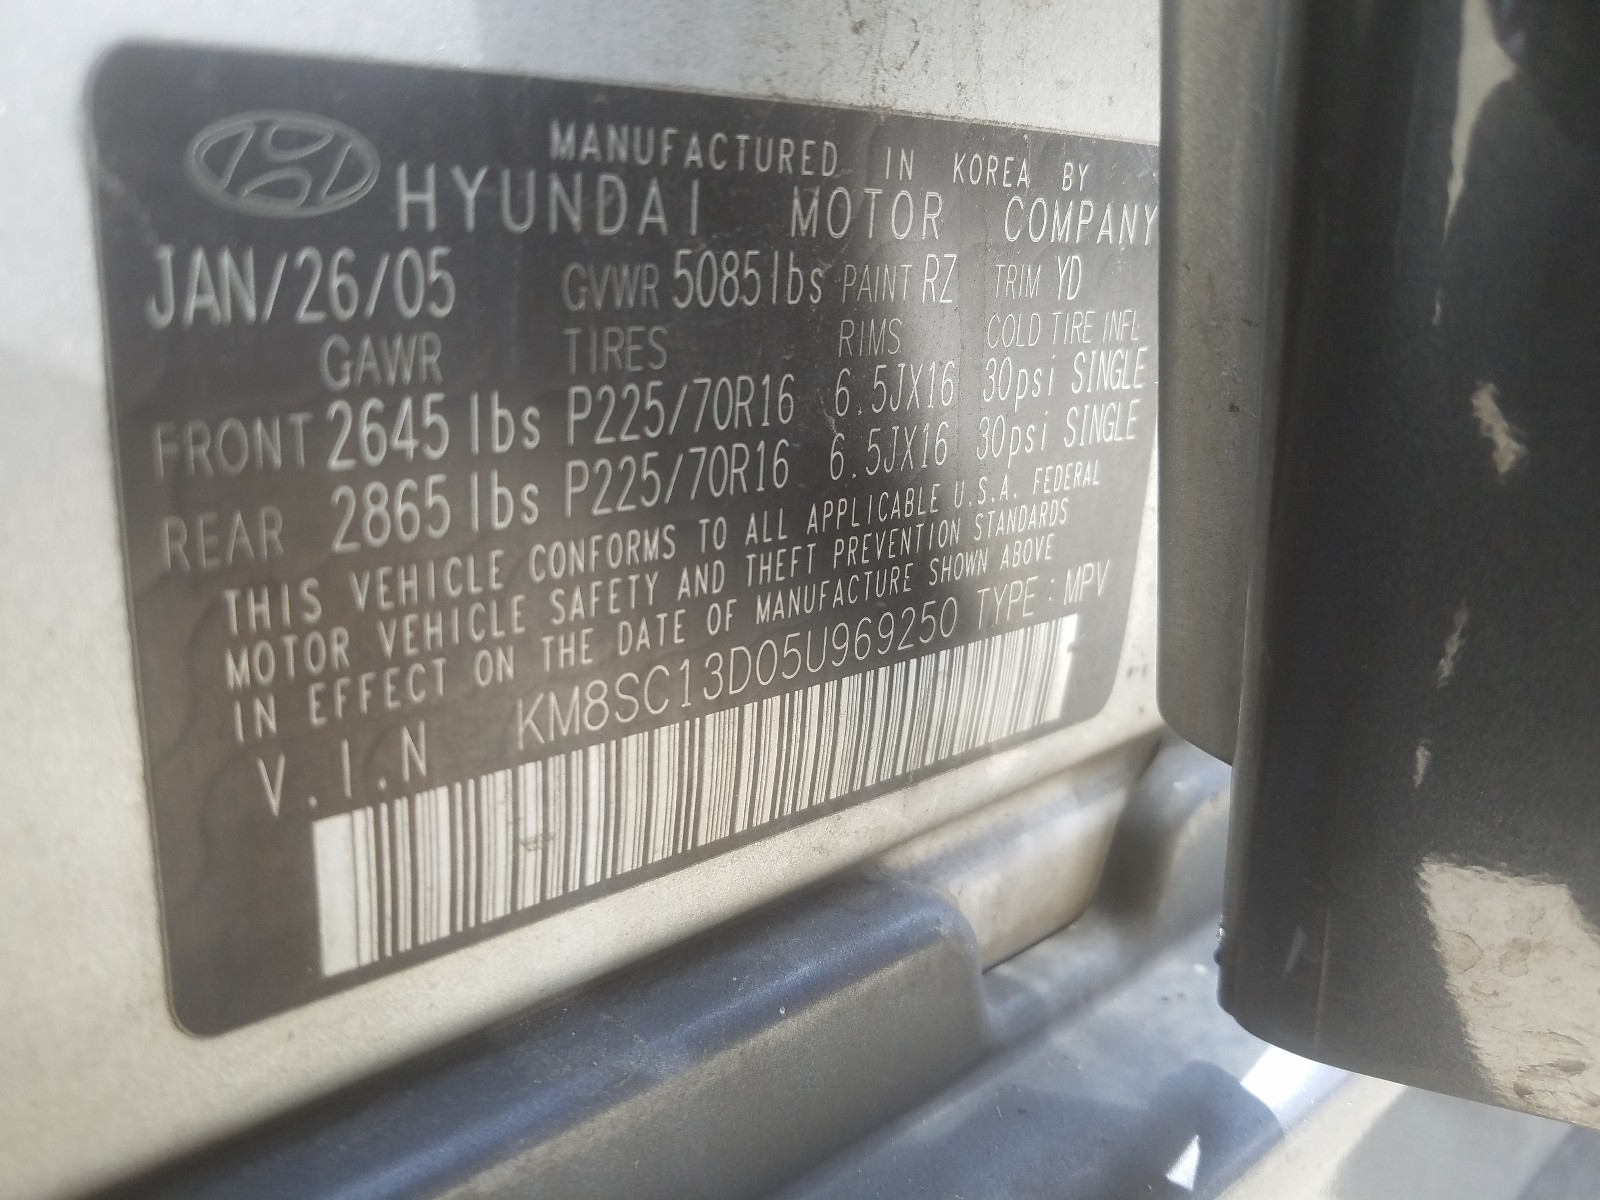 MANUFACTURED IN KOREA BY
HYUNDAI MOTOR COMPANY
JAN/26/05 GVWR 5085lbs PAINT RZ TRIM YD
GAWR TIRES RIMS COLD TIRE INFL
FRONT 2645 lbs P225/70R16 6.5JX16 30psi SINGLE
REAR 2865 lbs P225/70R16 6.5JX16 30psi SINGLE
THIS VEHICLE CONFORMS TO ALL APPLICABLE U.S.A. FEDERAL
MOTOR VEHICLE SAFETY AND THEFT PREVENTION STANDARDS
IN EFFECT ON THE DATE OF MANUFACTURE SHOWN ABOVE
V.I.N KM8SC13D05U969250 TYPE : MPV